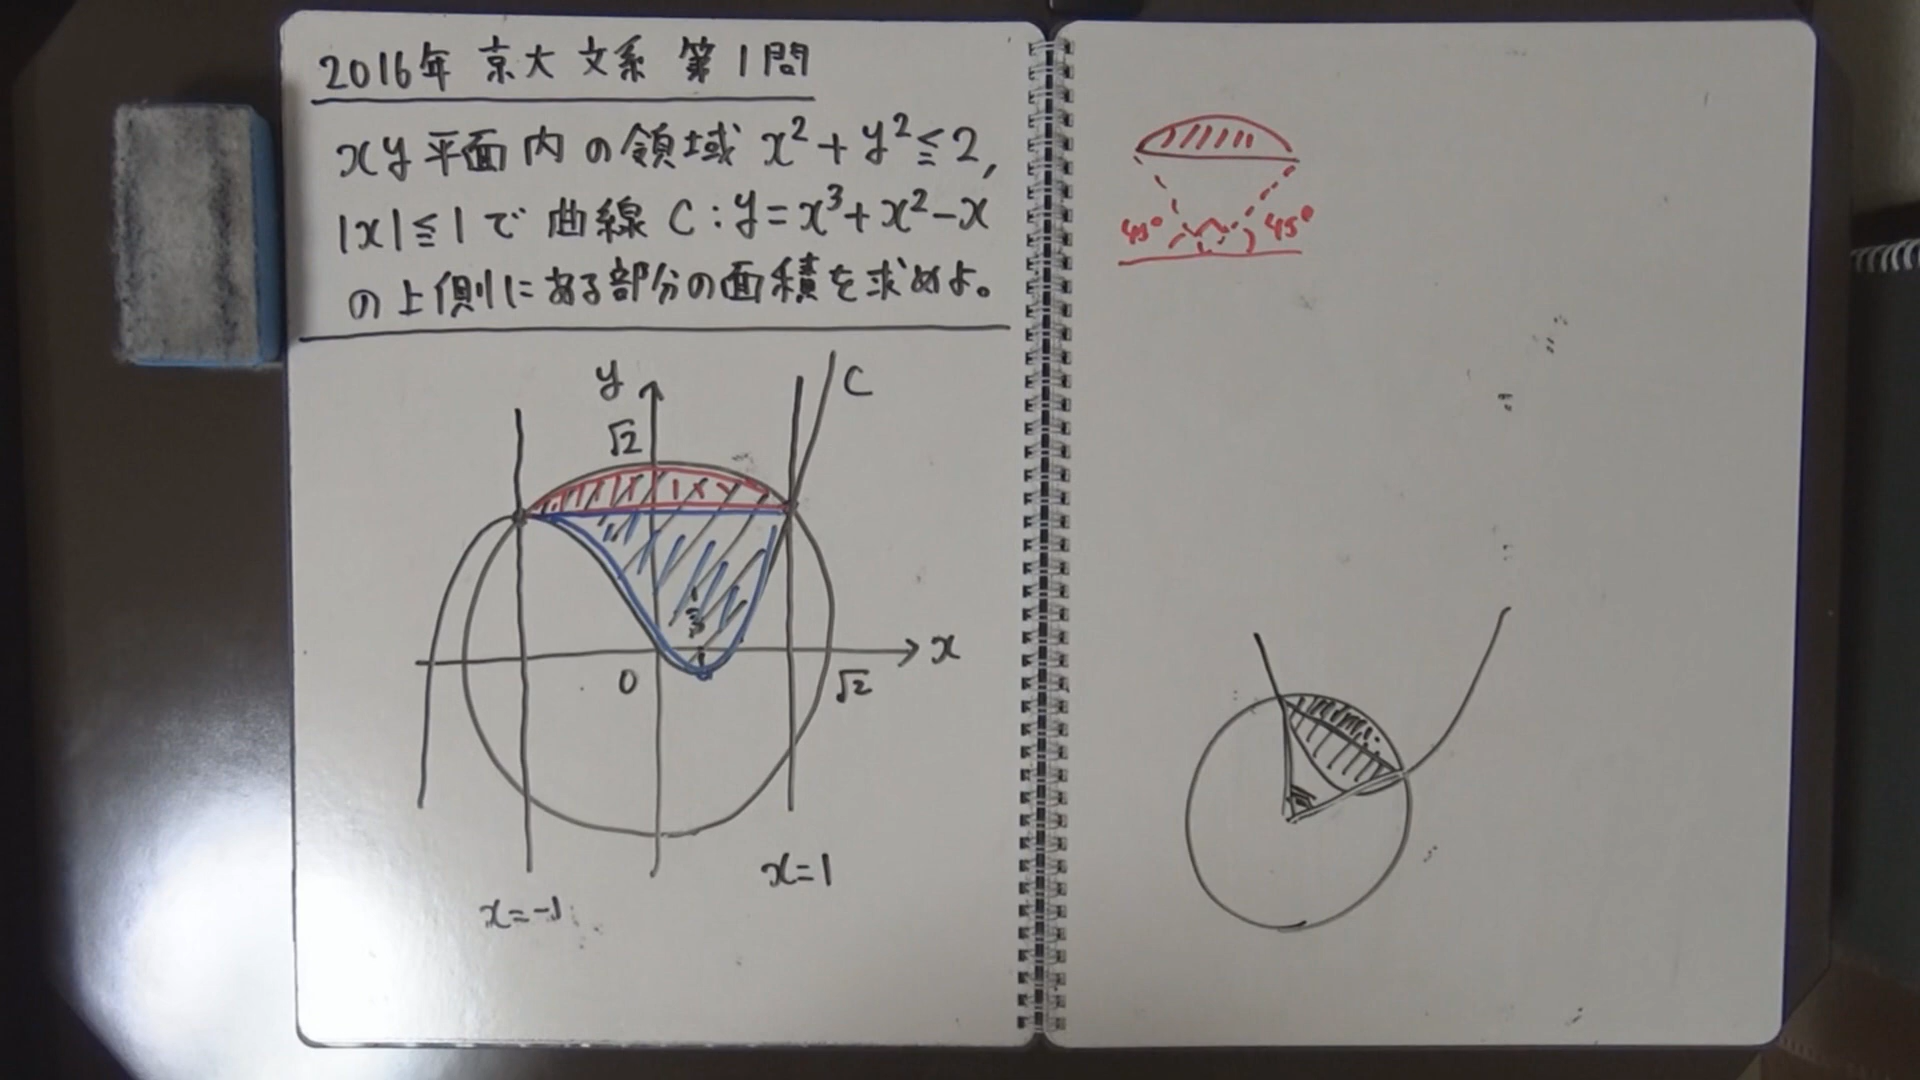 2016年 京大 文系 第1問
xy平面内の領域 x²+y²≦2,
|x|≦1で曲線 C:y=x³+x²-x
の上側にある部分の面積を求めよ。
y
C
√2
1/3
x
0
√2
x=1
x=-1
45° 45°